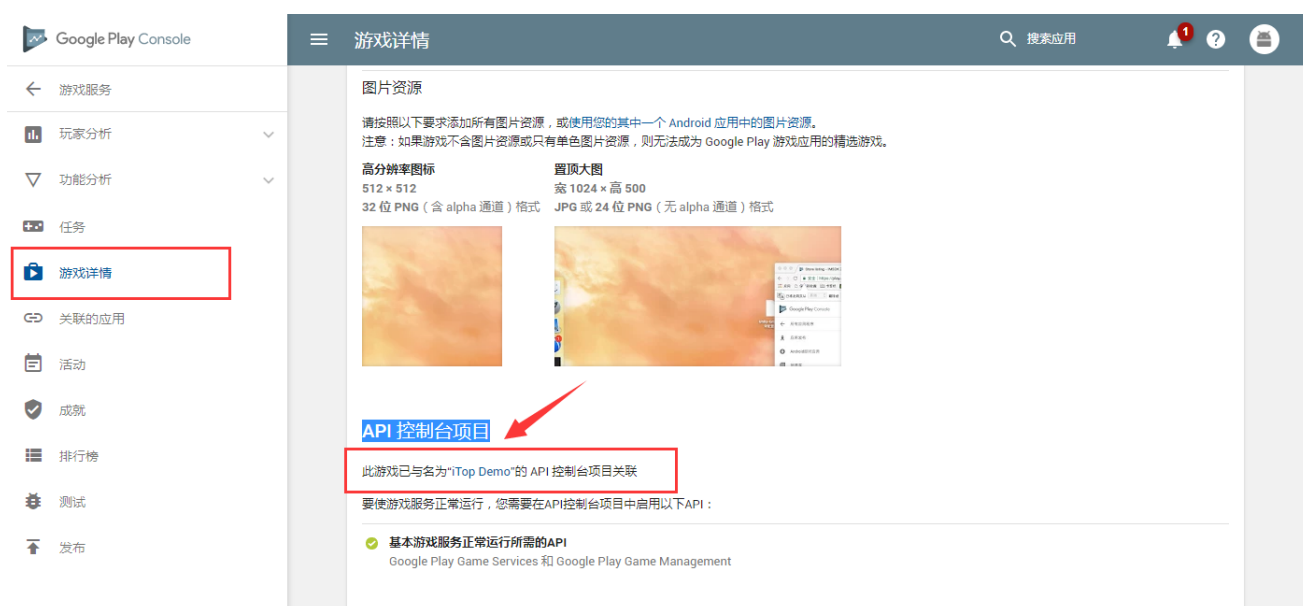 Google Play Console
游戏详情
搜索应用
1
?
游戏服务
玩家分析
功能分析
任务
游戏详情
关联的应用
活动
成就
排行榜
测试
发布
图片资源
请按照以下要求添加所有图片资源，或使用您的其中一个 Android 应用中的图片资源。
注意：如果游戏不含图片资源或只有单色图片资源，则无法成为 Google Play 游戏应用的精选游戏。
高分辨率图标
512 × 512
32 位 PNG（含 alpha 通道）格式
置顶大图
宽 1024 × 高 500
JPG 或 24 位 PNG（无 alpha 通道）格式
Google Play Console
API 控制台项目
此游戏已与名为“iTop Demo”的 API 控制台项目关联
要使游戏服务正常运行，您需要在API控制台项目中启用以下API：
基本游戏服务正常运行所需的API
Google Play Game Services 和 Google Play Game Management